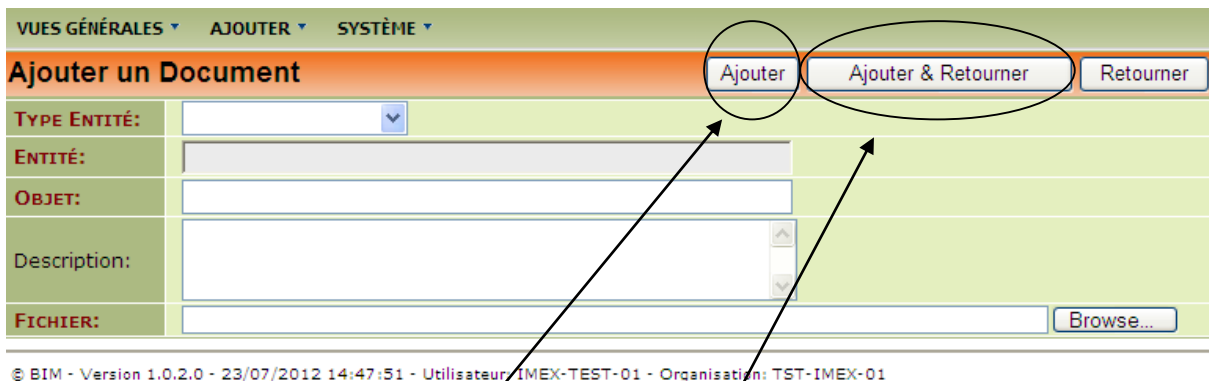 VUES GÉNÉRALES AJOUTER SYSTÈME
Ajouter un Document Ajouter Ajouter & Retourner Retourner
TYPE ENTITÉ:
ENTITÉ:
OBJET:
Description:
FICHIER: Browse...
© BIM - Version 1.0.2.0 - 23/07/2012 14:47:51 - Utilisateur: IMEX-TEST-01 - Organisation: TST-IMEX-01